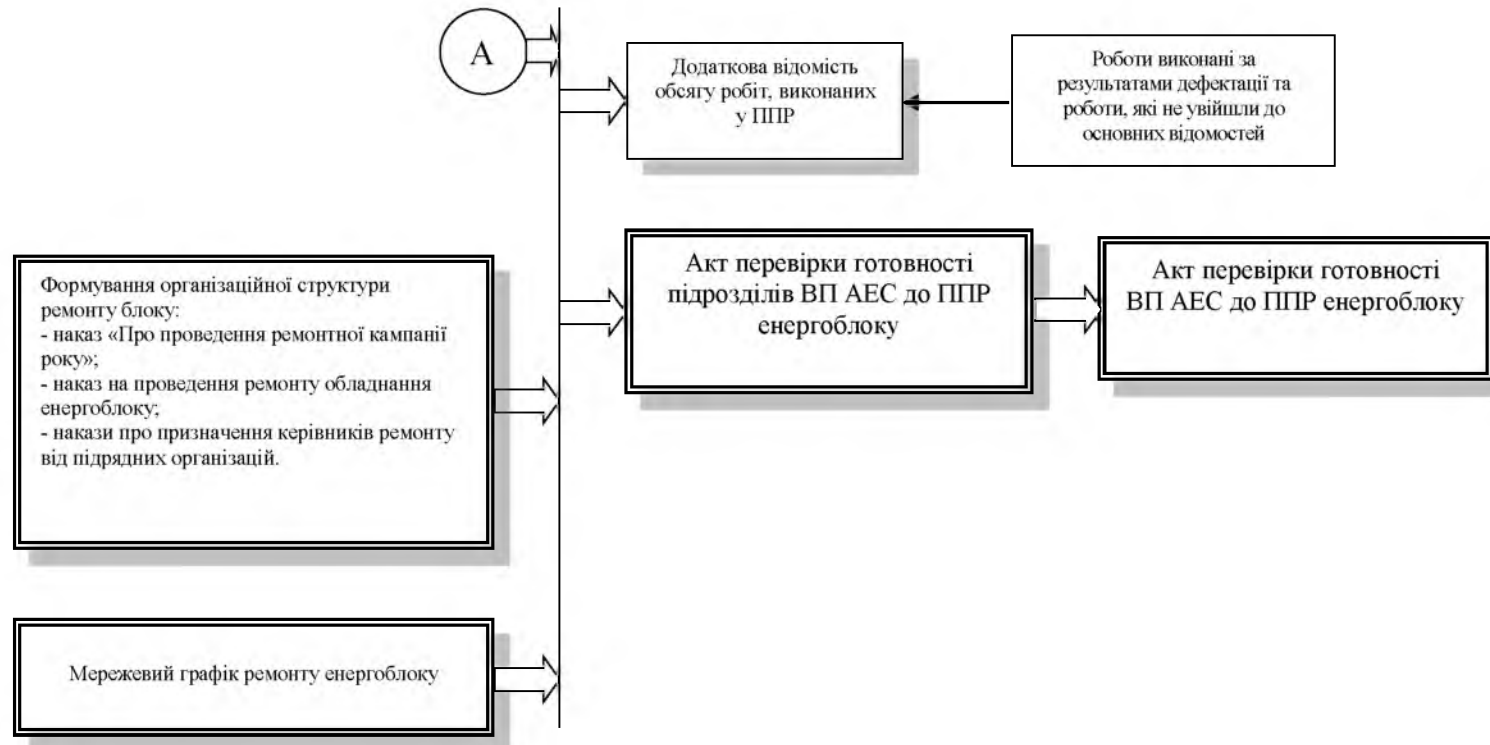 А
Додаткова відомість
обсягу робіт, виконаних
у ППР
Роботи виконані за
результатами дефектації та
роботи, які не увійшли до
основних відомостей
Акт перевірки готовності
підрозділів ВП АЕС до ППР
енергоблоку
Акт перевірки готовності
ВП АЕС до ППР енергоблоку
Формування організаційної структури
ремонту блоку:
- наказ «Про проведення ремонтної кампанії
року»;
- наказ на проведення ремонту обладнання
енергоблоку;
- накази про призначення керівників ремонту
від підрядних організацій.
Мережевий графік ремонту енергоблоку